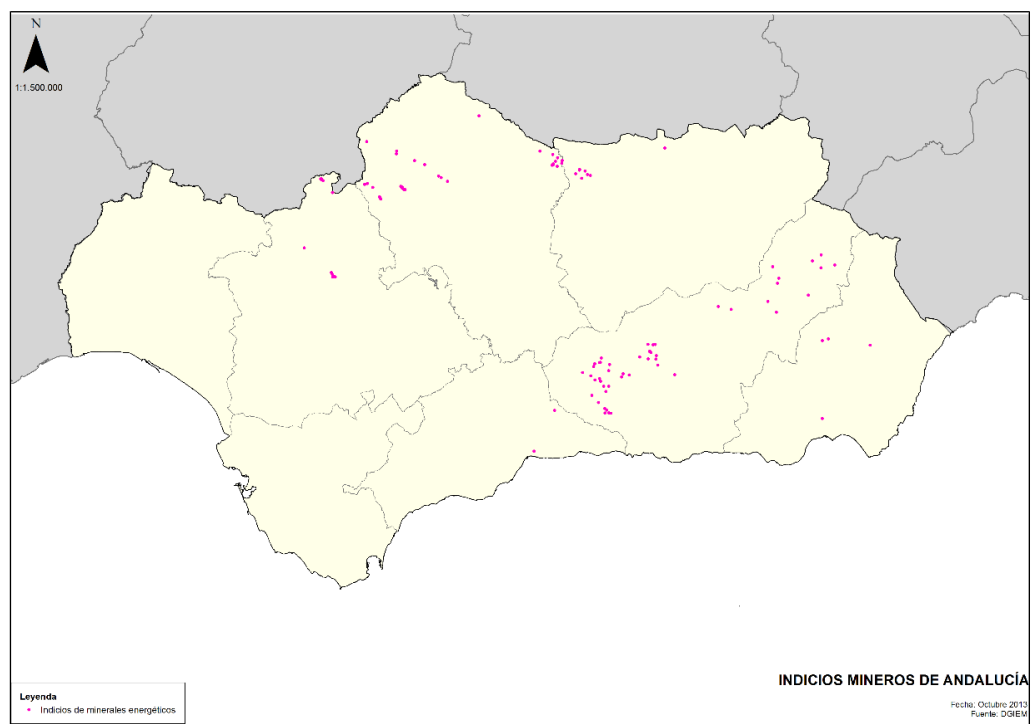 N
1:1.500.000
INDICIOS MINEROS DE ANDALUCÍA
Leyenda
Indicios de minerales energéticos
Fecha: Octubre 2013
Fuente: DGIEM